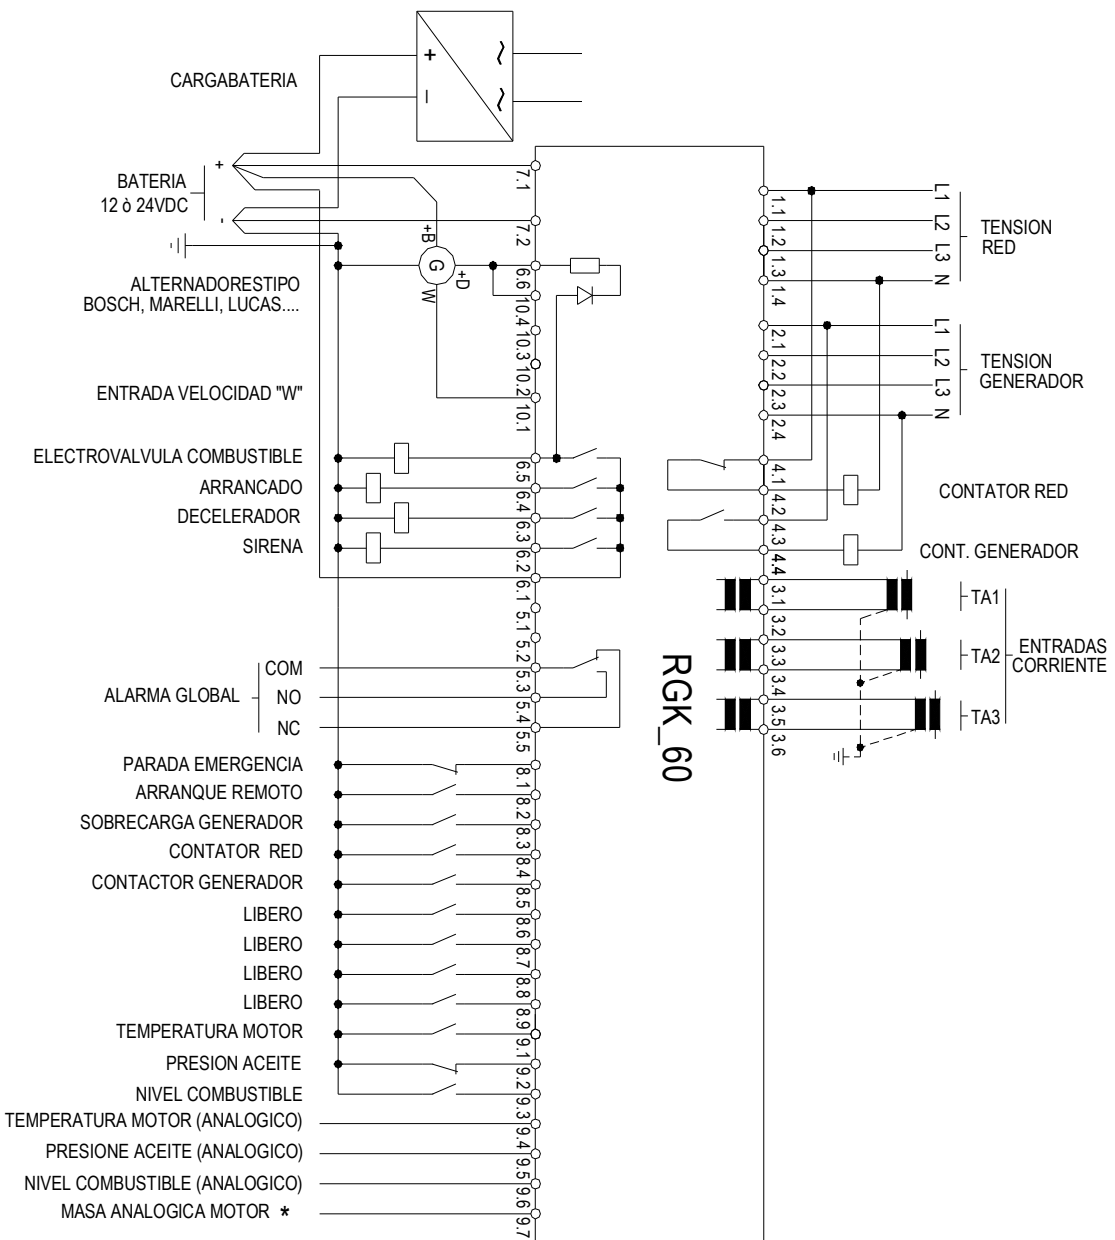 +
~
−
~
CARGABATERIA
+
BATERIA
12 ò 24VDC
-
+B
G
+D
W
ALTERNADORESTIPO
BOSCH, MARELLI, LUCAS....
ENTRADA VELOCIDAD "W"
ELECTROVALVULA COMBUSTIBLE
ARRANCADO
DECELERADOR
SIRENA
ALARMA GLOBAL
COM
NO
NC
PARADA EMERGENCIA
ARRANQUE REMOTO
SOBRECARGA GENERADOR
CONTATOR RED
CONTACTOR GENERADOR
LIBERO
LIBERO
LIBERO
LIBERO
TEMPERATURA MOTOR
PRESION ACEITE
NIVEL COMBUSTIBLE
TEMPERATURA MOTOR (ANALOGICO)
PRESIONE ACEITE (ANALOGICO)
NIVEL COMBUSTIBLE (ANALOGICO)
MASA ANALOGICA MOTOR *
7.1
7.2
6.6
10.4
10.3
10.2
10.1
6.5
6.4
6.3
6.2
6.1
5.1
5.2
5.3
5.4
5.5
8.1
8.2
8.3
8.4
8.5
8.6
8.7
8.8
8.9
9.1
9.2
9.3
9.4
9.5
9.6
9.7
RGK_60
1.1
1.2
1.3
1.4
2.1
2.2
2.3
2.4
4.1
4.2
4.3
4.4
3.1
3.2
3.3
3.4
3.5
3.6
L1
L2
L3
N
TENSION
RED
L1
L2
L3
N
TENSION
GENERADOR
CONTATOR RED
CONT. GENERADOR
TA1
TA2
TA3
ENTRADAS
CORRIENTE